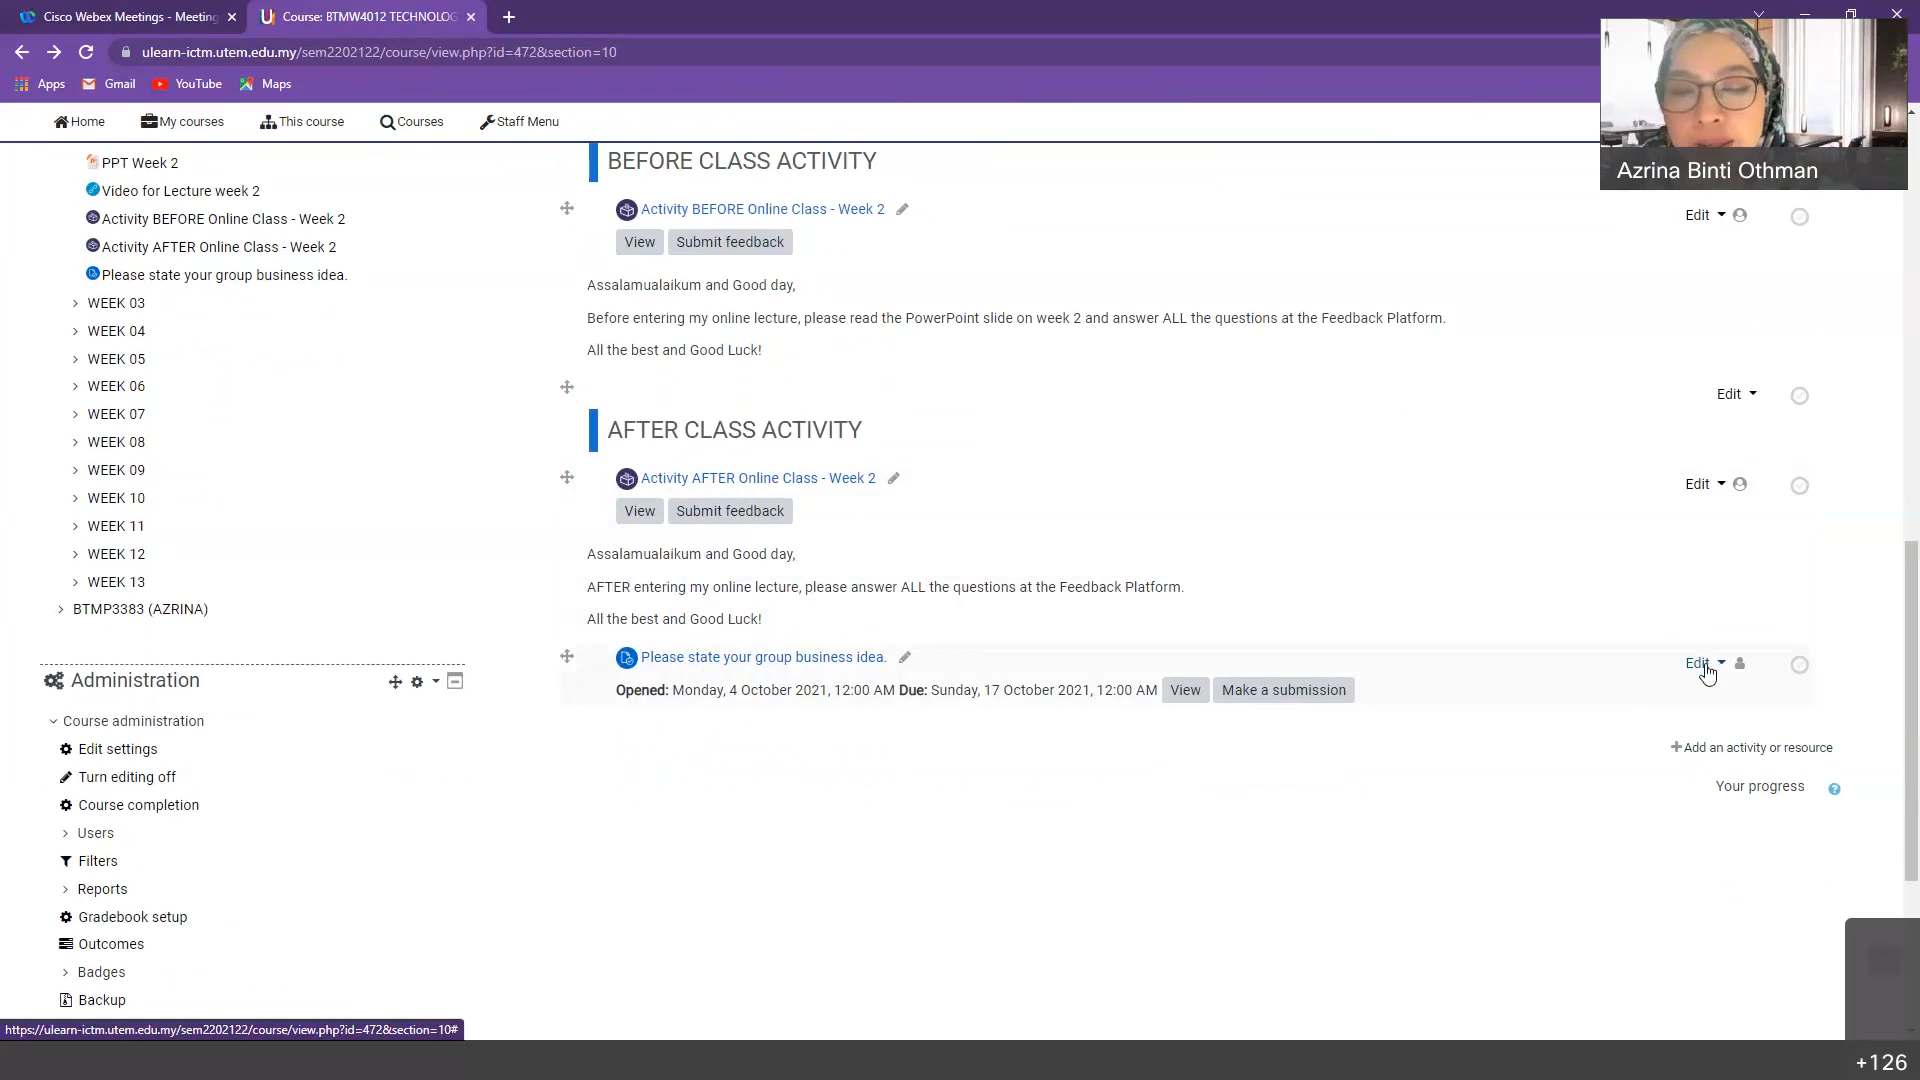 Cisco Webex Meetings - Meeting
Course: BTMW4012 TECHNOLOG
ulearn-ictm.utem.edu.my/sem2202122/course/view.php?id=472&section=10
Apps Gmail YouTube Maps
Home My courses This course Courses Staff Menu
Azrina Binti Othman
PPT Week 2
Video for Lecture week 2
Activity BEFORE Online Class - Week 2
Activity AFTER Online Class - Week 2
Please state your group business idea.
WEEK 03
WEEK 04
WEEK 05
WEEK 06
WEEK 07
WEEK 08
WEEK 09
WEEK 10
WEEK 11
WEEK 12
WEEK 13
BTMP3383 (AZRINA)
Administration
Course administration
Edit settings
Turn editing off
Course completion
Users
Filters
Reports
Gradebook setup
Outcomes
Badges
Backup
BEFORE CLASS ACTIVITY
Activity BEFORE Online Class - Week 2
Edit
View Submit feedback
Assalamualaikum and Good day,
Before entering my online lecture, please read the PowerPoint slide on week 2 and answer ALL the questions at the Feedback Platform.
All the best and Good Luck!
Edit
AFTER CLASS ACTIVITY
Activity AFTER Online Class - Week 2
Edit
View Submit feedback
Assalamualaikum and Good day,
AFTER entering my online lecture, please answer ALL the questions at the Feedback Platform.
All the best and Good Luck!
Please state your group business idea.
Edit
Opened: Monday, 4 October 2021, 12:00 AM Due: Sunday, 17 October 2021, 12:00 AM View Make a submission
Add an activity or resource
Your progress
https://ulearn-ictm.utem.edu.my/sem2202122/course/view.php?id=472&section=10#
+126